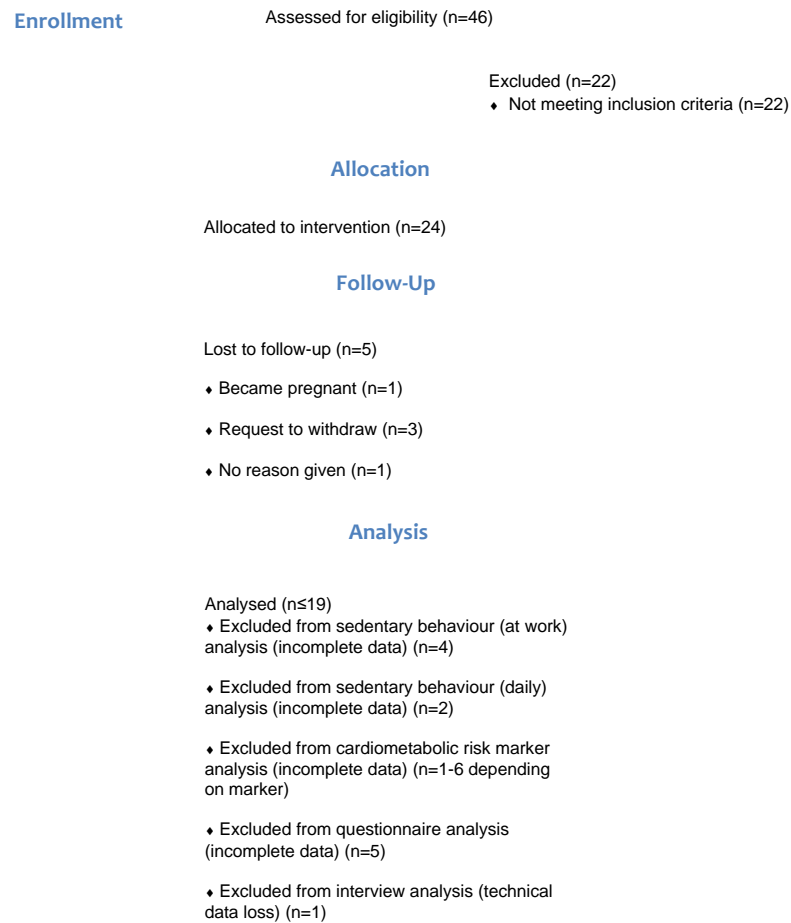 Enrollment
Assessed for eligibility (n=46)
Excluded (n=22)
♦ Not meeting inclusion criteria (n=22)
Allocation
Allocated to intervention (n=24)
Follow-Up
Lost to follow-up (n=5)
♦ Became pregnant (n=1)
♦ Request to withdraw (n=3)
♦ No reason given (n=1)
Analysis
Analysed (n≤19)
♦ Excluded from sedentary behaviour (at work)
analysis (incomplete data) (n=4)
♦ Excluded from sedentary behaviour (daily)
analysis (incomplete data) (n=2)
♦ Excluded from cardiometabolic risk marker
analysis (incomplete data) (n=1-6 depending
on marker)
♦ Excluded from questionnaire analysis
(incomplete data) (n=5)
♦ Excluded from interview analysis (technical
data loss) (n=1)